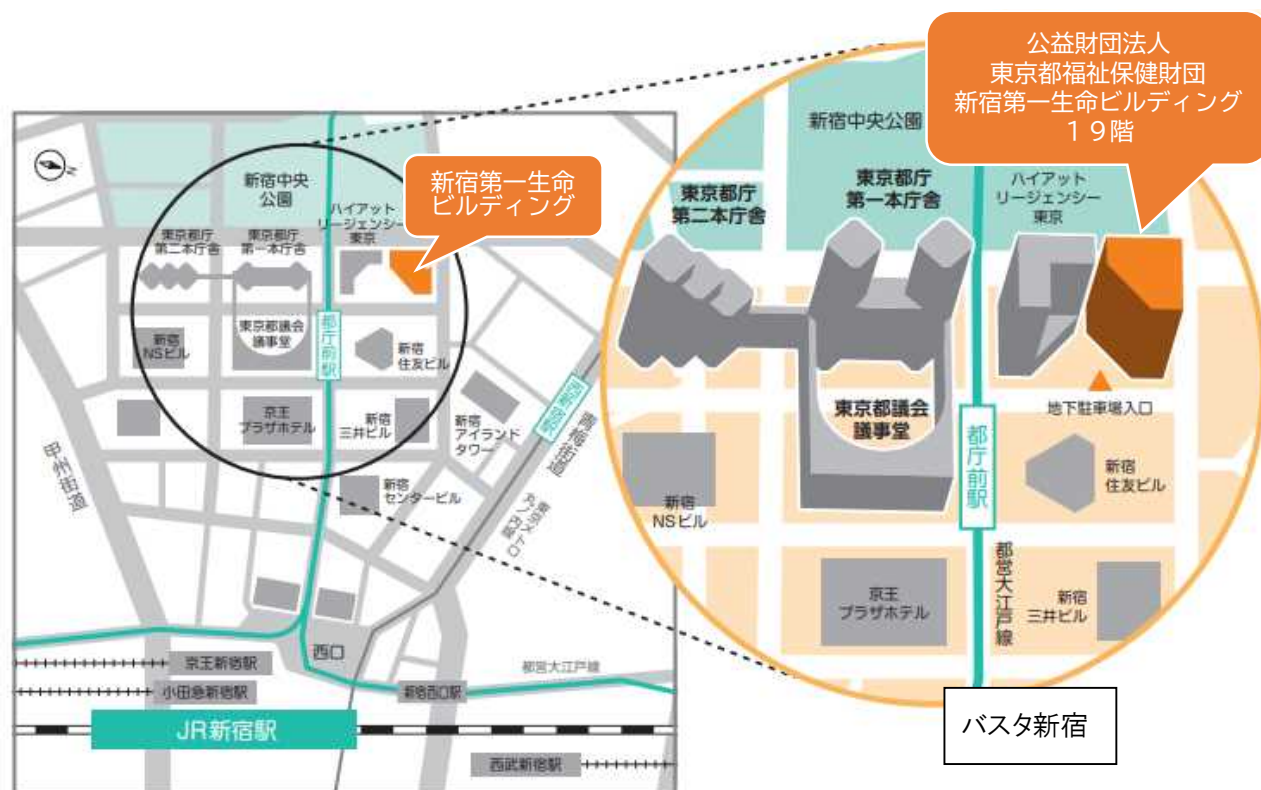 新宿中央
公園
新宿第一生命
ビルディング
ハイアット
リージェンシー
東京
東京都庁
第二本庁舎
東京都庁
第一本庁舎
N
新宿
NSビル
東京都議会
議事堂
都庁前駅
新宿
住友ビル
京王
プラザホテル
新宿
三井ビル
新宿
アイランド
タワー
西新宿駅
青梅街道
甲州街道
新宿
センタービル
東京メトロ
丸ノ内線
西口
京王新宿駅
小田急新宿駅
新宿西口駅
都営大江戸線
JR新宿駅
西武新宿駅
公益財団法人
東京都福祉保健財団
新宿第一生命ビルディング
19階
新宿中央公園
東京都庁
第二本庁舎
東京都庁
第一本庁舎
ハイアット
リージェンシー
東京
地下駐車場入口
東京都議会
議事堂
都庁前駅
新宿
住友ビル
新宿
NSビル
京王
プラザホテル
都営大江戸線
新宿
三井ビル
バスタ新宿